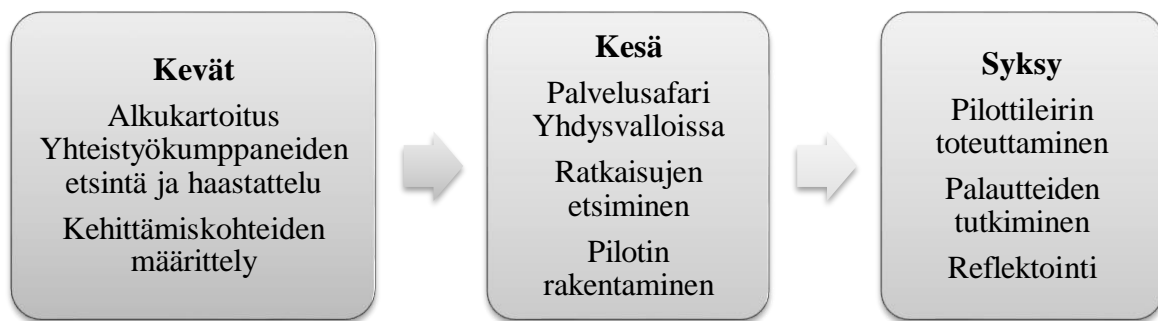 Kevät
Alkukartoitus
Yhteistyökumppaneiden
etsintä ja haastattelu
Kehittämiskohteiden
määrittely
Kesä
Palvelusafari
Yhdysvalloissa
Ratkaisujen
etsiminen
Pilotin
rakentaminen
Syksy
Pilottileirin
toteuttaminen
Palautteiden
tutkiminen
Reflektointi